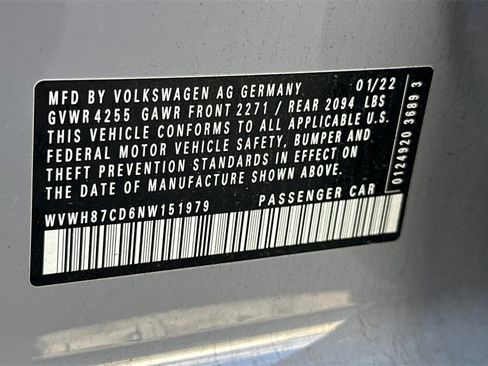 MFD BY VOLKSWAGEN AG GERMANY 01/22
GVWR 4255 GAWR FRONT 2271 / REAR 2094 LBS
THIS VEHICLE CONFORMS TO ALL APPLICABLE U.S.
FEDERAL MOTOR VEHICLE SAFETY, BUMPER AND
THEFT PREVENTION STANDARDS IN EFFECT ON
THE DATE OF MANUFACTURE SHOWN ABOVE.
WVWH87CD6NW151979 PASSENGER CAR
0124920 3689 3